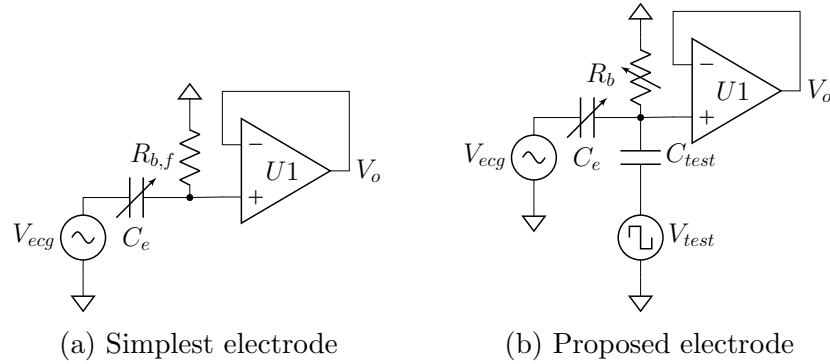 R_{b,f}
−
+
U1
V_o
V_{ecg}
C_e
(a) Simplest electrode
R_b
−
+
U1
V_o
V_{ecg}
C_e
C_{test}
V_{test}
(b) Proposed electrode